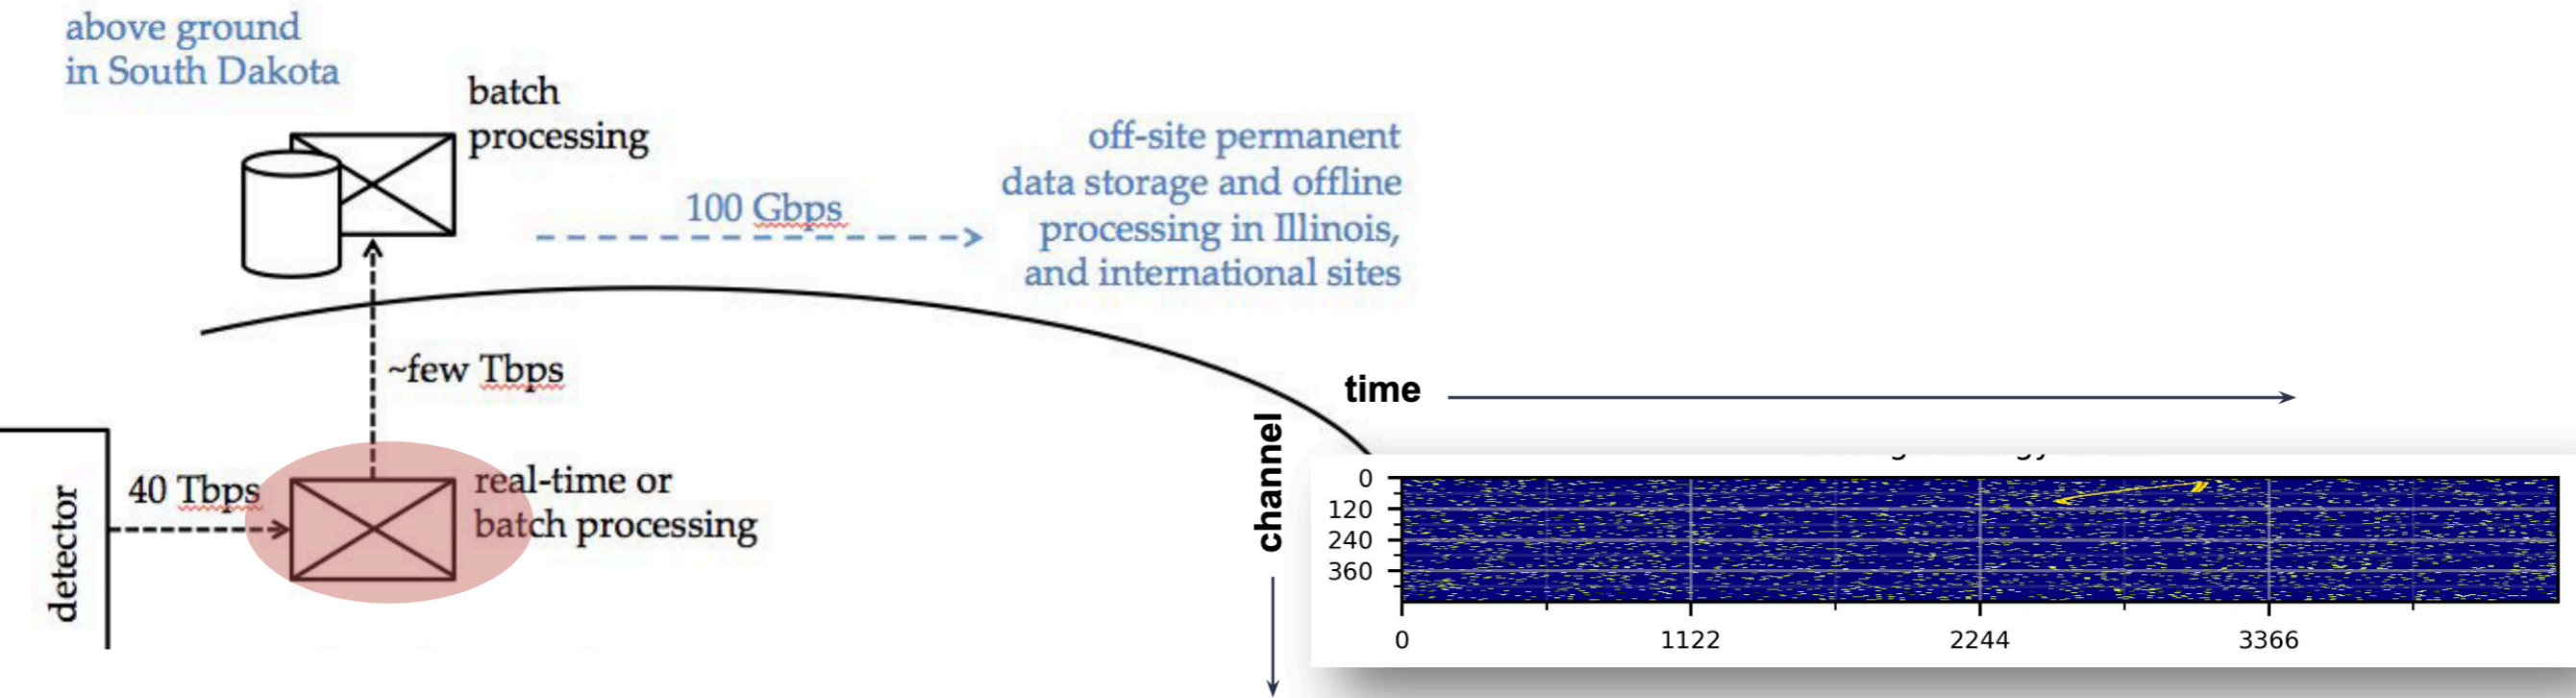 above ground
in South Dakota
batch
processing
100 Gbps
off-site permanent
data storage and offline
processing in Illinois,
and international sites
~few Tbps
detector
40 Tbps
real-time or
batch processing
time
channel
0
120
240
360
0
1122
2244
3366